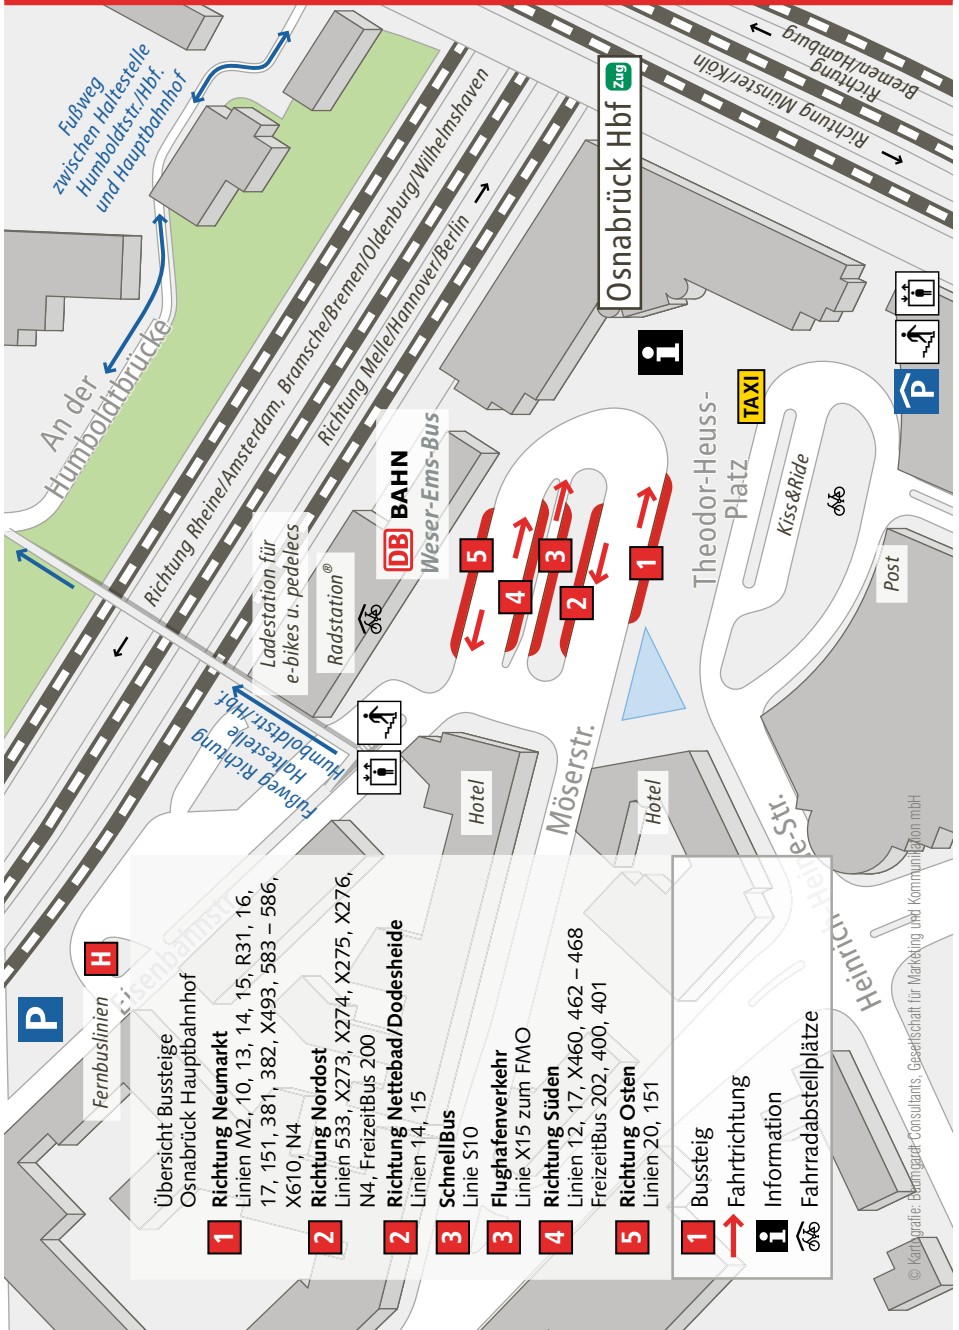 Übersicht Bussteige
Osnabrück Hauptbahnhof
1 Richtung Neumarkt
Linien M2, 10, 13, 14, 15, R31, 16,
17, 151, 381, 382, X493, 583 – 586,
X610, N4
2 Richtung Nordost
Linien 533, X273, X274, X275, X276,
N4, FreizeitBus 200
2 Richtung Nettebad/Dodesheide
Linien 14, 15
3 SchnellBus
Linie S10
3 Flughafenverkehr
Linie X15 zum FMO
4 Richtung Süden
Linien 12, 17, X460, 462 – 468
FreizeitBus 202, 400, 401
5 Richtung Osten
Linien 20, 151
1 Bussteig
Fahrtrichtung
i Information
Fahrradabstellplätze
P
Fernbuslinien
H
Eisenbahnstr.
Fußweg Richtung
Haltestelle
Humboldtstr./Hbf.
An der
Humboldtbrücke
Fußweg
zwischen Haltestelle
Humboldtstr./Hbf.
und Hauptbahnhof
Richtung Rheine/Amsterdam, Bramsche/Bremen/Oldenburg/Wilhelmshaven
Richtung Melle/Hannover/Berlin
Ladestation für
e-bikes u. pedelecs
Radstation®
DB BAHN
Weser-Ems-Bus
5
4
3
2
1
Hotel
Möserstr.
Hotel
Osnabrück Hbf Zug
i
Theodor-Heuss-
Platz
TAXI
Kiss&Ride
Post
P
Heinrich-Heine-Str.
Richtung Münster/Köln
Richtung
Bremen/Hamburg
© Kartografie: Baumgardt Consultants, Gesellschaft für Marketing und Kommunikation mbH